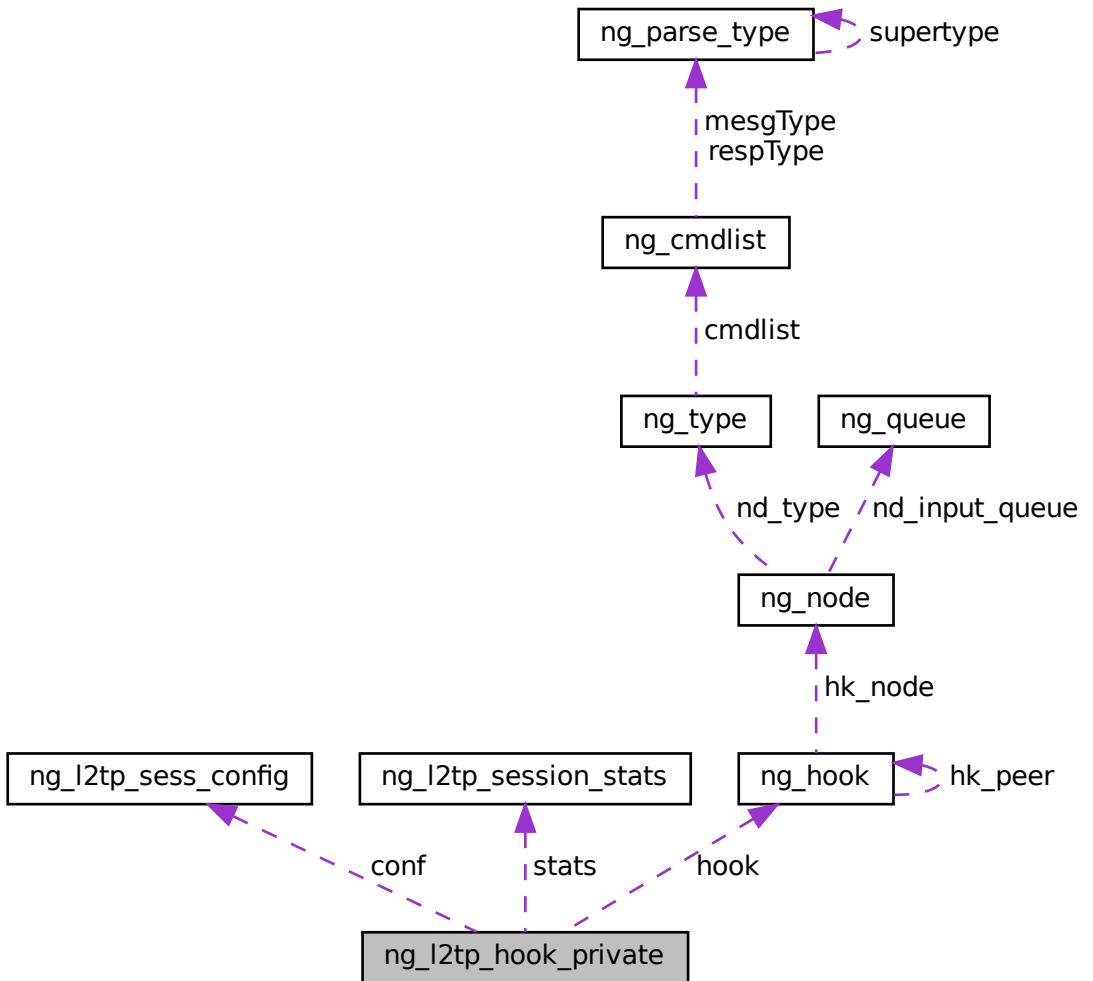 ng_parse_type
supertype
mesgType
respType
ng_cmdlist
cmdlist
ng_type
ng_queue
nd_type
nd_input_queue
ng_node
hk_node
ng_l2tp_sess_config
ng_l2tp_session_stats
ng_hook
hk_peer
conf
stats
hook
ng_l2tp_hook_private